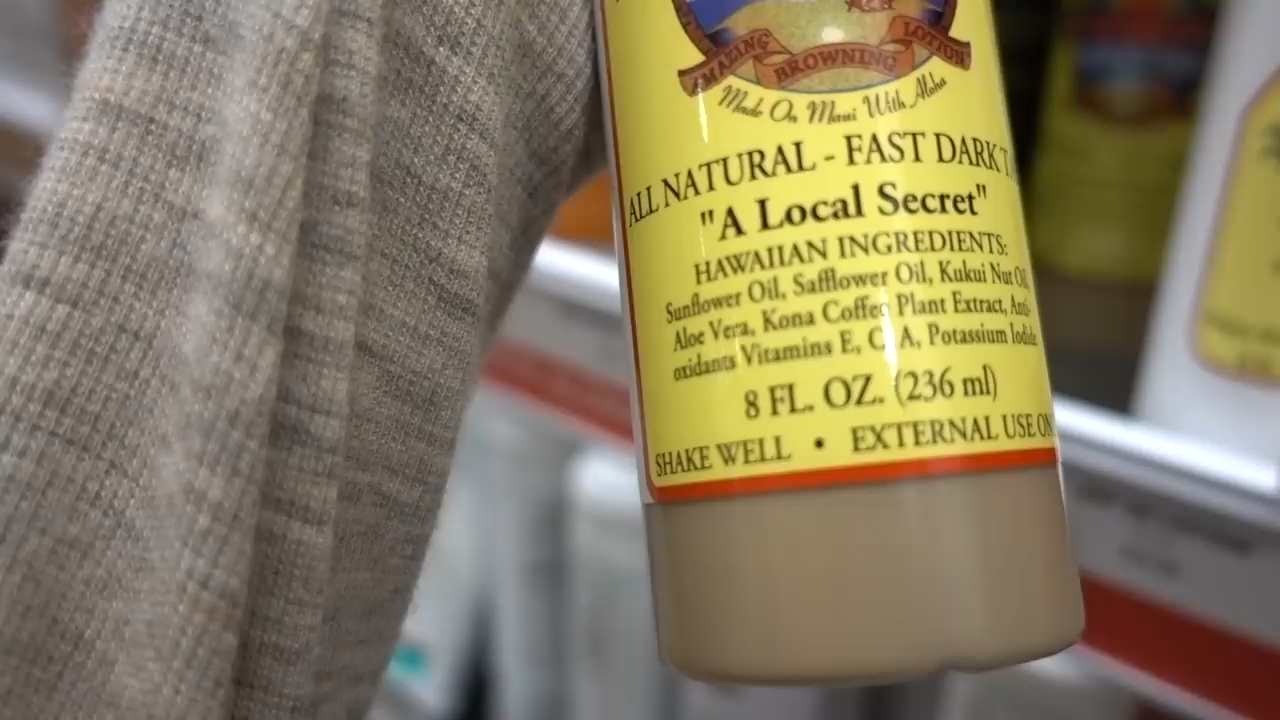 AMAZING BROWNING LOTION
Made On Maui With Aloha
ALL NATURAL - FAST DARK
"A Local Secret"
HAWAIIAN INGREDIENTS:
Sunflower Oil, Safflower Oil, Kukui Nut Oil,
Aloe Vera, Kona Coffee Plant Extract, Anti-
oxidants Vitamins E, C, A, Potassium Iodide
8 FL. OZ. (236 ml)
SHAKE WELL • EXTERNAL USE